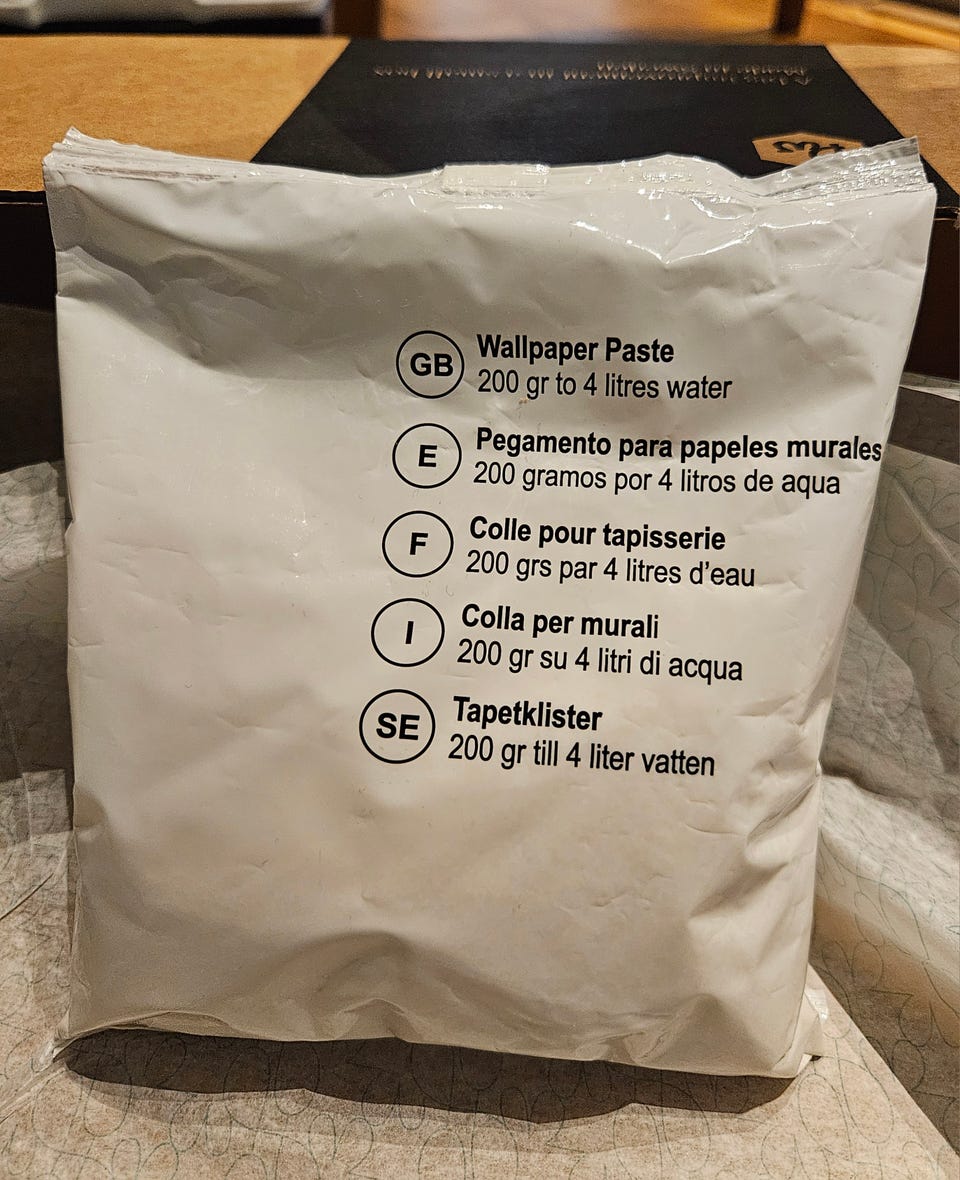 GB Wallpaper Paste
200 gr to 4 litres water
E Pegamento para papeles murales
200 gramos por 4 litros de aqua
F Colle pour tapisserie
200 grs par 4 litres d'eau
I Colla per murali
200 gr su 4 litri di acqua
SE Tapetklister
200 gr till 4 liter vatten